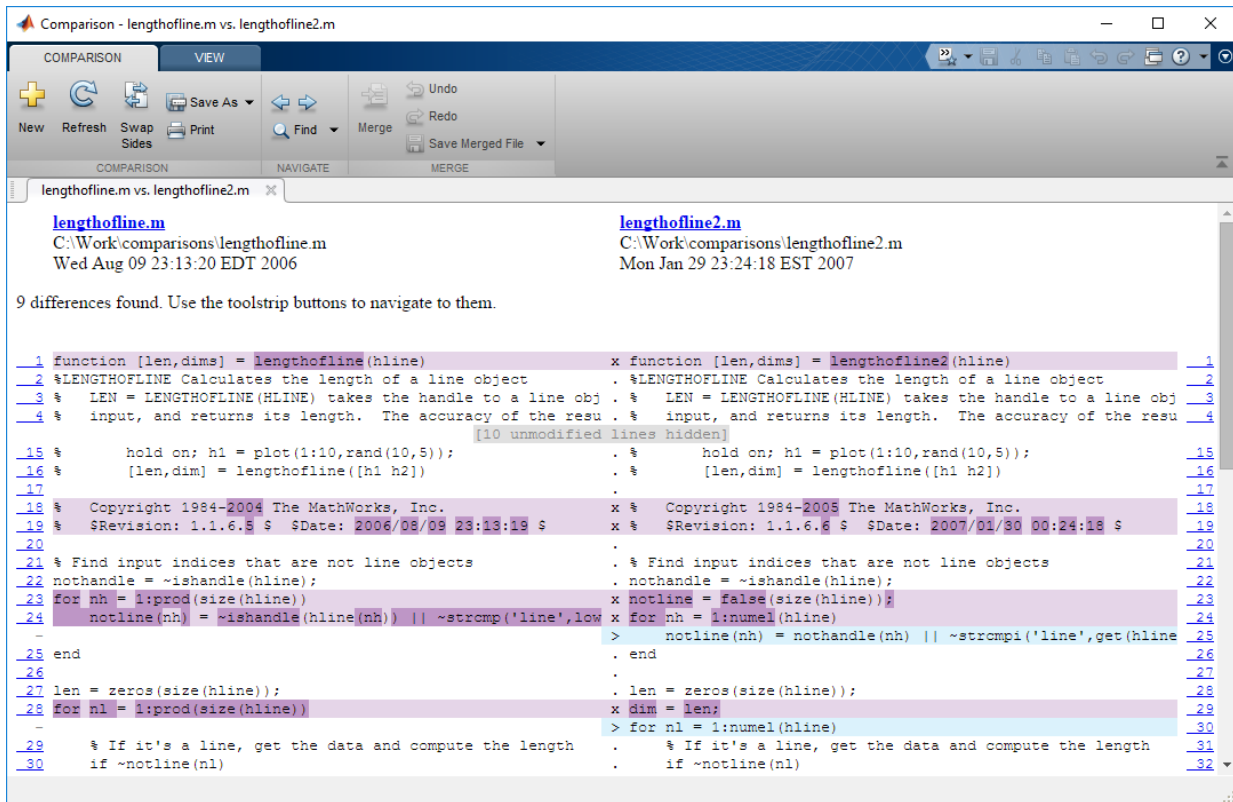 Comparison - lengthofline.m vs. lengthofline2.m
COMPARISON VIEW
New Refresh Swap Sides Save As Print Find Merge Undo Redo Save Merged File
COMPARISON NAVIGATE MERGE
lengthofline.m vs. lengthofline2.m
lengthofline.m lengthofline2.m
C:\Work\comparisons\lengthofline.m C:\Work\comparisons\lengthofline2.m
Wed Aug 09 23:13:20 EDT 2006 Mon Jan 29 23:24:18 EST 2007
9 differences found. Use the toolstrip buttons to navigate to them.
1 function [len,dims] = lengthofline(hline) x function [len,dims] = lengthofline2(hline) 1
2 %LENGTHOFLINE Calculates the length of a line object . %LENGTHOFLINE Calculates the length of a line object 2
3 % LEN = LENGTHOFLINE(HLINE) takes the handle to a line obj . % LEN = LENGTHOFLINE(HLINE) takes the handle to a line obj 3
4 % input, and returns its length. The accuracy of the resu . % input, and returns its length. The accuracy of the resu 4
[10 unmodified lines hidden]
15 % hold on; h1 = plot(1:10,rand(10,5)); . % hold on; h1 = plot(1:10,rand(10,5)); 15
16 % [len,dim] = lengthofline([h1 h2]) . % [len,dim] = lengthofline([h1 h2]) 16
17 . 17
18 % Copyright 1984-2004 The MathWorks, Inc. x % Copyright 1984-2005 The MathWorks, Inc. 18
19 % $Revision: 1.1.6.5 $ $Date: 2006/08/09 23:13:19 $ x % $Revision: 1.1.6.6 $ $Date: 2007/01/30 00:24:18 $ 19
20 . 20
21 % Find input indices that are not line objects . % Find input indices that are not line objects 21
22 nothandle = ~ishandle(hline); . nothandle = ~ishandle(hline); 22
23 for nh = 1:prod(size(hline)) x notline = false(size(hline)); 23
24 notline(nh) = ~ishandle(hline(nh)) || ~strcmp('line',low x for nh = 1:numel(hline) 24
- > notline(nh) = nothandle(nh) || ~strcmpi('line',get(hline 25
25 end . end 26
26 . 27
27 len = zeros(size(hline)); . len = zeros(size(hline)); 28
28 for nl = 1:prod(size(hline)) x dim = len; 29
- > for nl = 1:numel(hline) 30
29 % If it's a line, get the data and compute the length . % If it's a line, get the data and compute the length 31
30 if ~notline(nl) . if ~notline(nl) 32